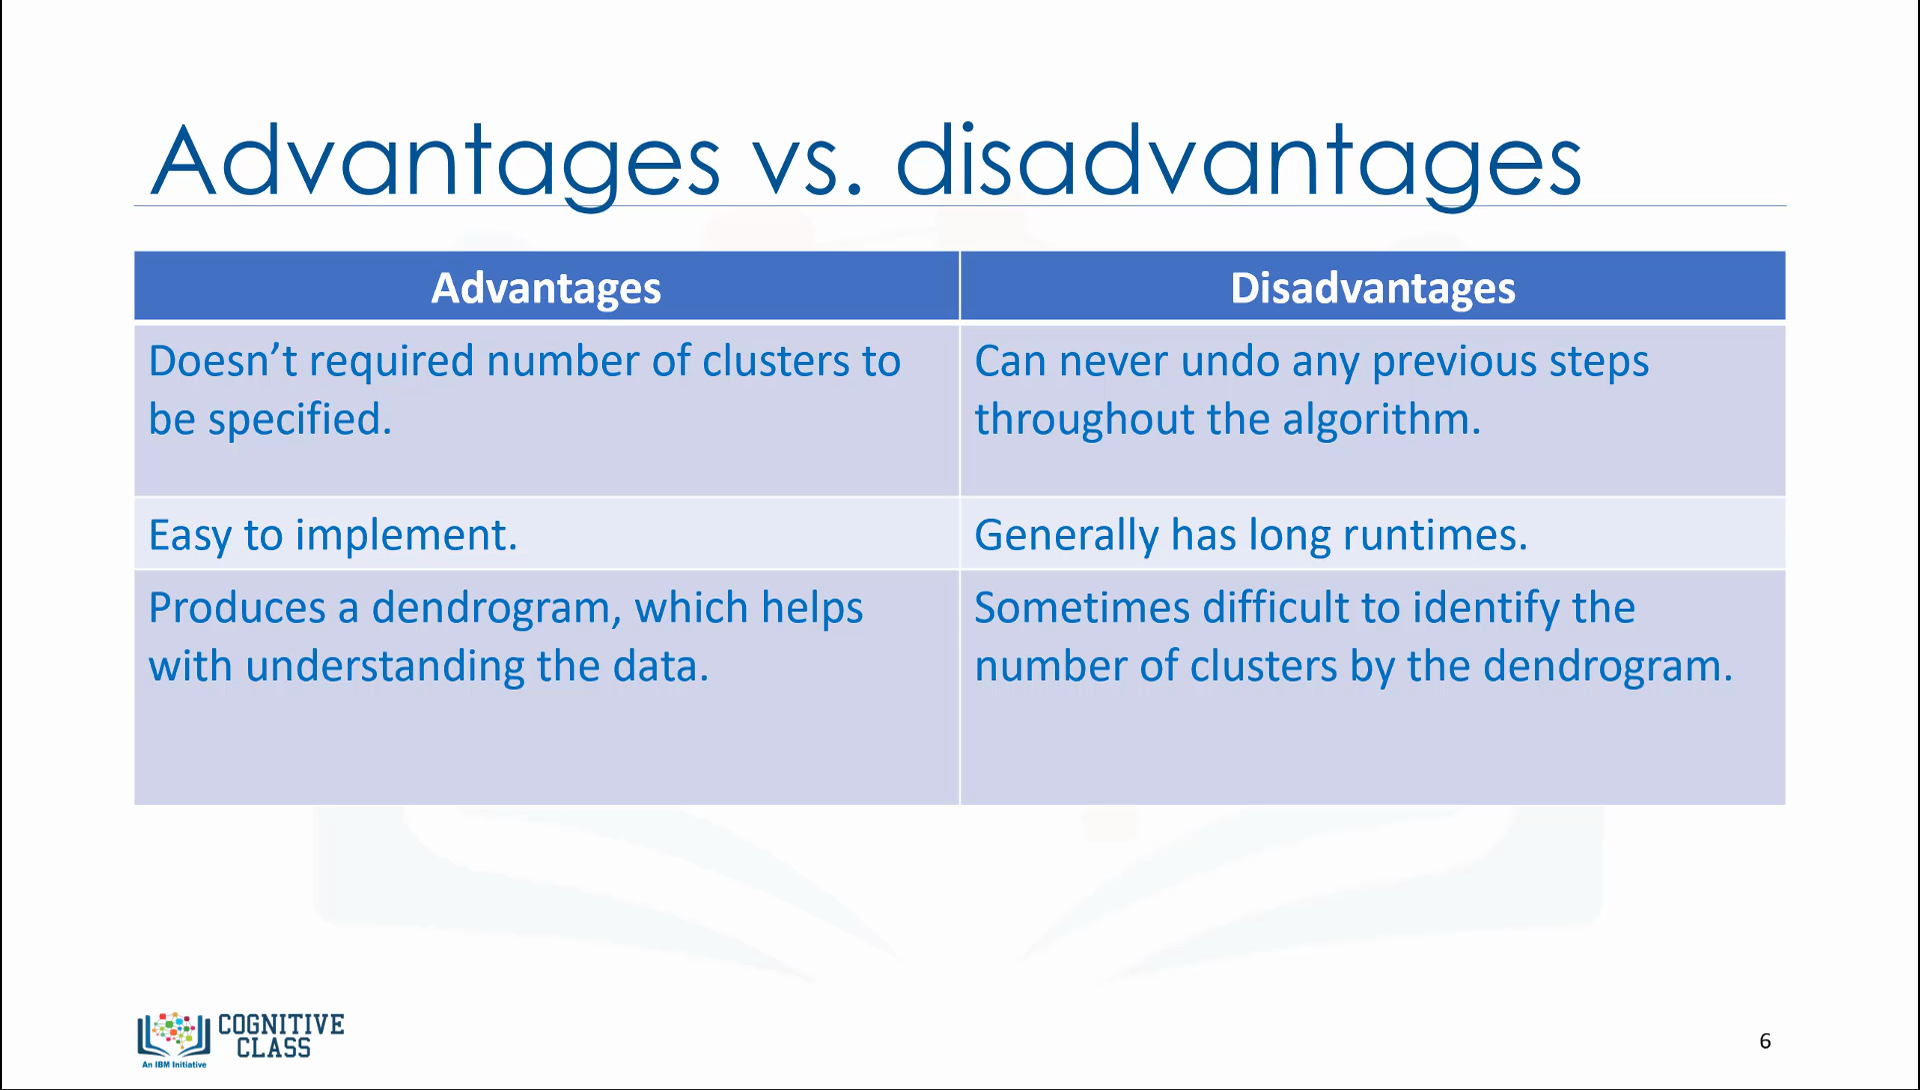 Advantages vs. disadvantages
Advantages
Disadvantages
Doesn’t required number of clusters to
be specified.
Can never undo any previous steps
throughout the algorithm.
Easy to implement.
Generally has long runtimes.
Produces a dendrogram, which helps
with understanding the data.
Sometimes difficult to identify the
number of clusters by the dendrogram.
COGNITIVE
CLASS
An IBM Initiative
6